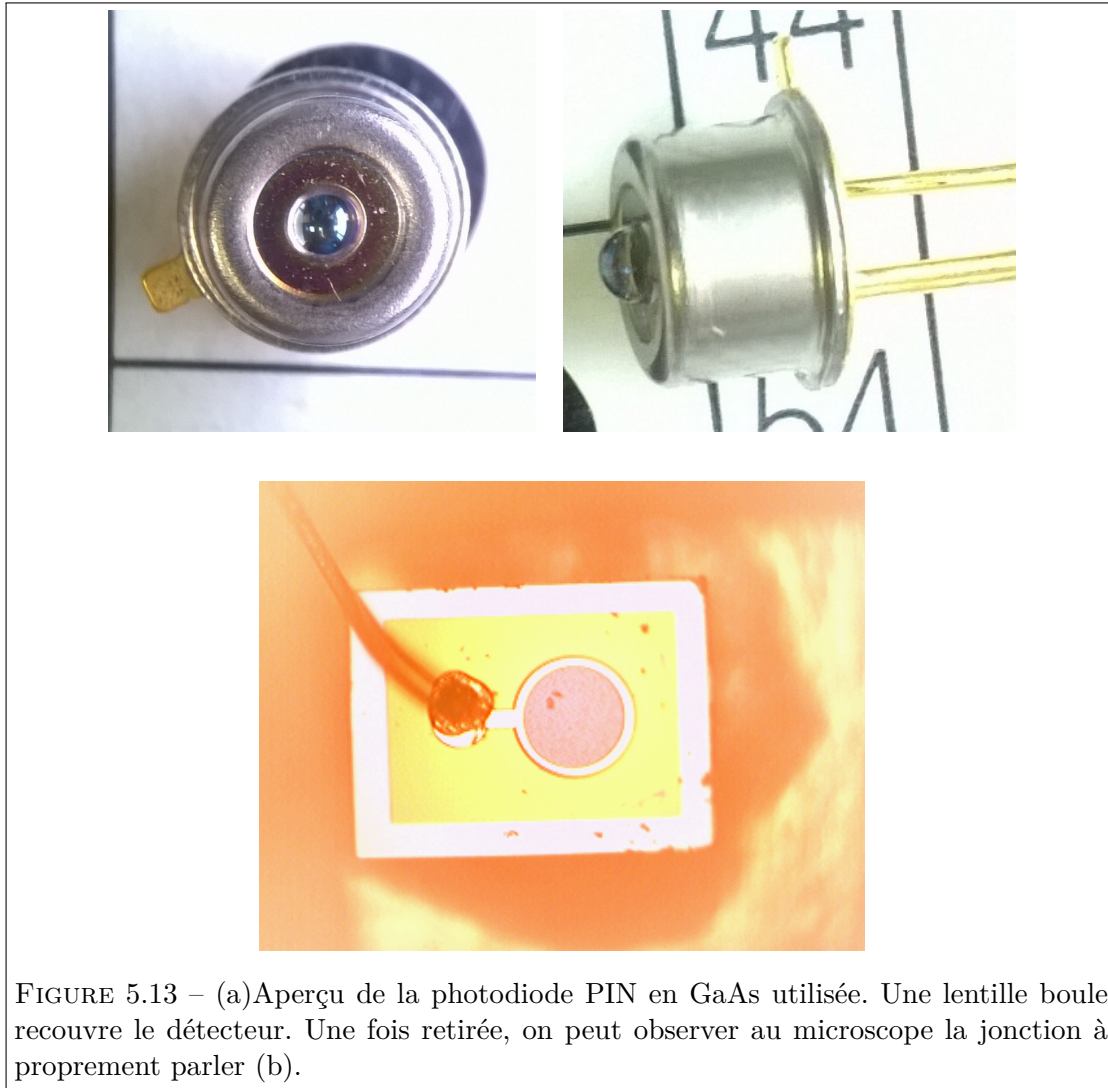 44
54
FIGURE 5.13 – (a)Aperçu de la photodiode PIN en GaAs utilisée. Une lentille boule
recouvre le détecteur. Une fois retirée, on peut observer au microscope la jonction à
proprement parler (b).